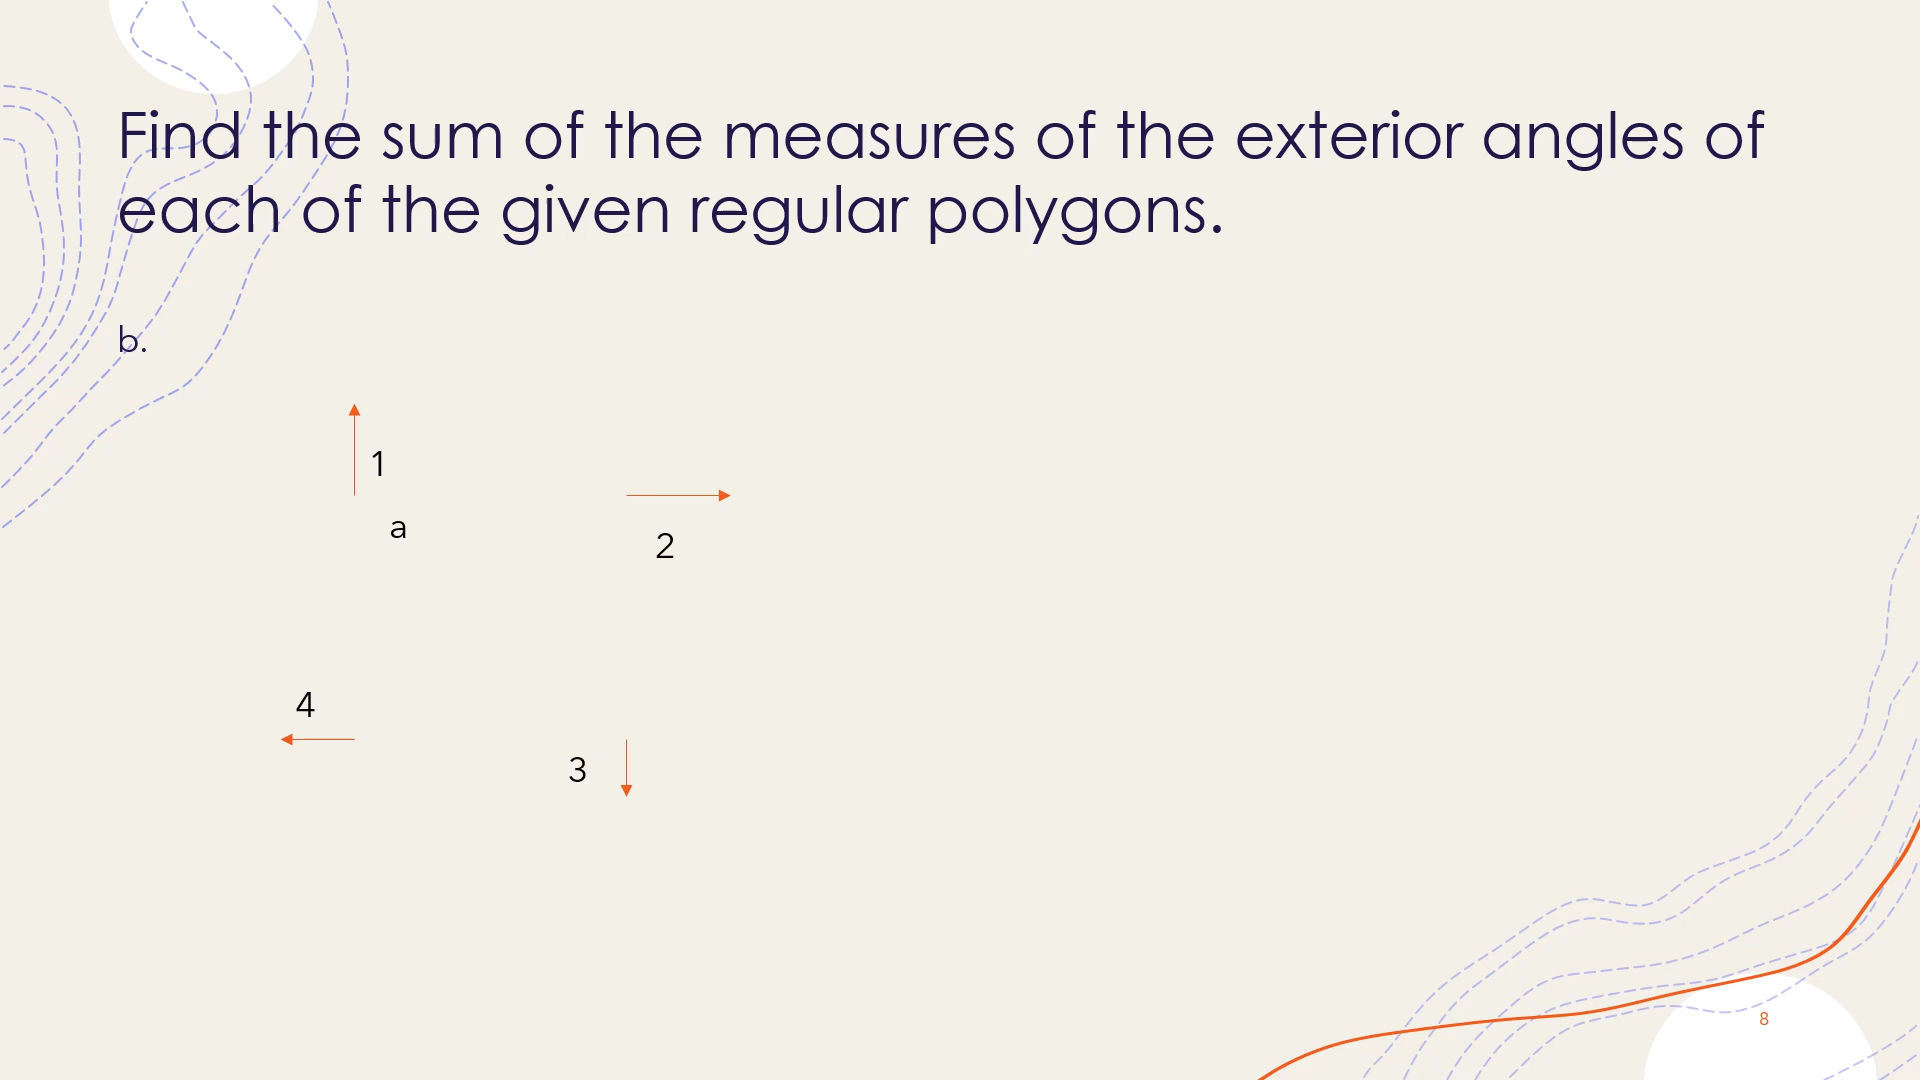 Find the sum of the measures of the exterior angles of
each of the given regular polygons.
b.
1
a
2
4
3
8